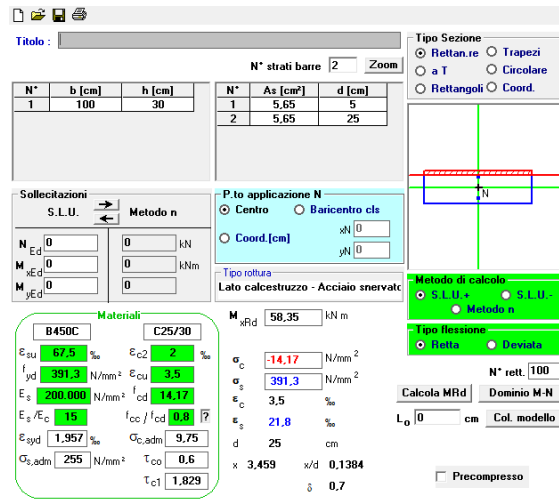 Titolo :
N° strati barre 2 Zoom
N° b [cm] h [cm]
1 100 30
N° As [cm²] d [cm]
1 5,65 5
2 5,65 25
Tipo Sezione
Rettan.re Trapezi
a T Circolare
Rettangoli Coord.
N
Sollecitazioni
S.L.U. Metodo n
N Ed 0 0 kN
M xEd 0 0 kNm
M yEd 0 0
P.to applicazione N
Centro Baricentro cls
Coord.[cm] xN 0
yN 0
Tipo rottura
Lato calcestruzzo - Acciaio snervato
Metodo di calcolo
S.L.U.+ S.L.U.-
Metodo n
Tipo flessione
Retta Deviata
N° rett. 100
Calcola MRd Dominio M-N
L0 0 cm Col. modello
Precompresso
Materiali
B450C C25/30
εsu 67,5 ‰ εc2 2 ‰
fyd 391,3 N/mm² εcu 3,5
Es 200.000 N/mm² fcd 14,17
Es/Ec 15 fcc / fcd 0,8 ?
εsyd 1,957 ‰ σc,adm 9,75
σs,adm 255 N/mm² τco 0,6
τc1 1,829
M xRd 58,35 kN m
σc -14,17 N/mm²
σs 391,3 N/mm²
εc 3,5 ‰
εs 21,8 ‰
d 25 cm
x 3,459 x/d 0,1384
δ 0,7